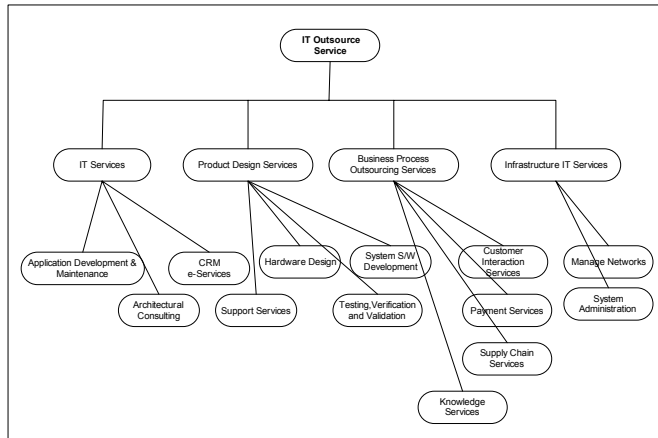 IT Outsource
Service
IT Services
Product Design Services
Business Process
Outsourcing Services
Infrastructure IT Services
Application Development &
Maintenance
CRM
e-Services
Hardware Design
System S/W
Development
Customer
Interaction
Services
Manage Networks
Architectural
Consulting
Support Services
Testing,Verification
and Validation
Payment Services
System
Administration
Supply Chain
Services
Knowledge
Services